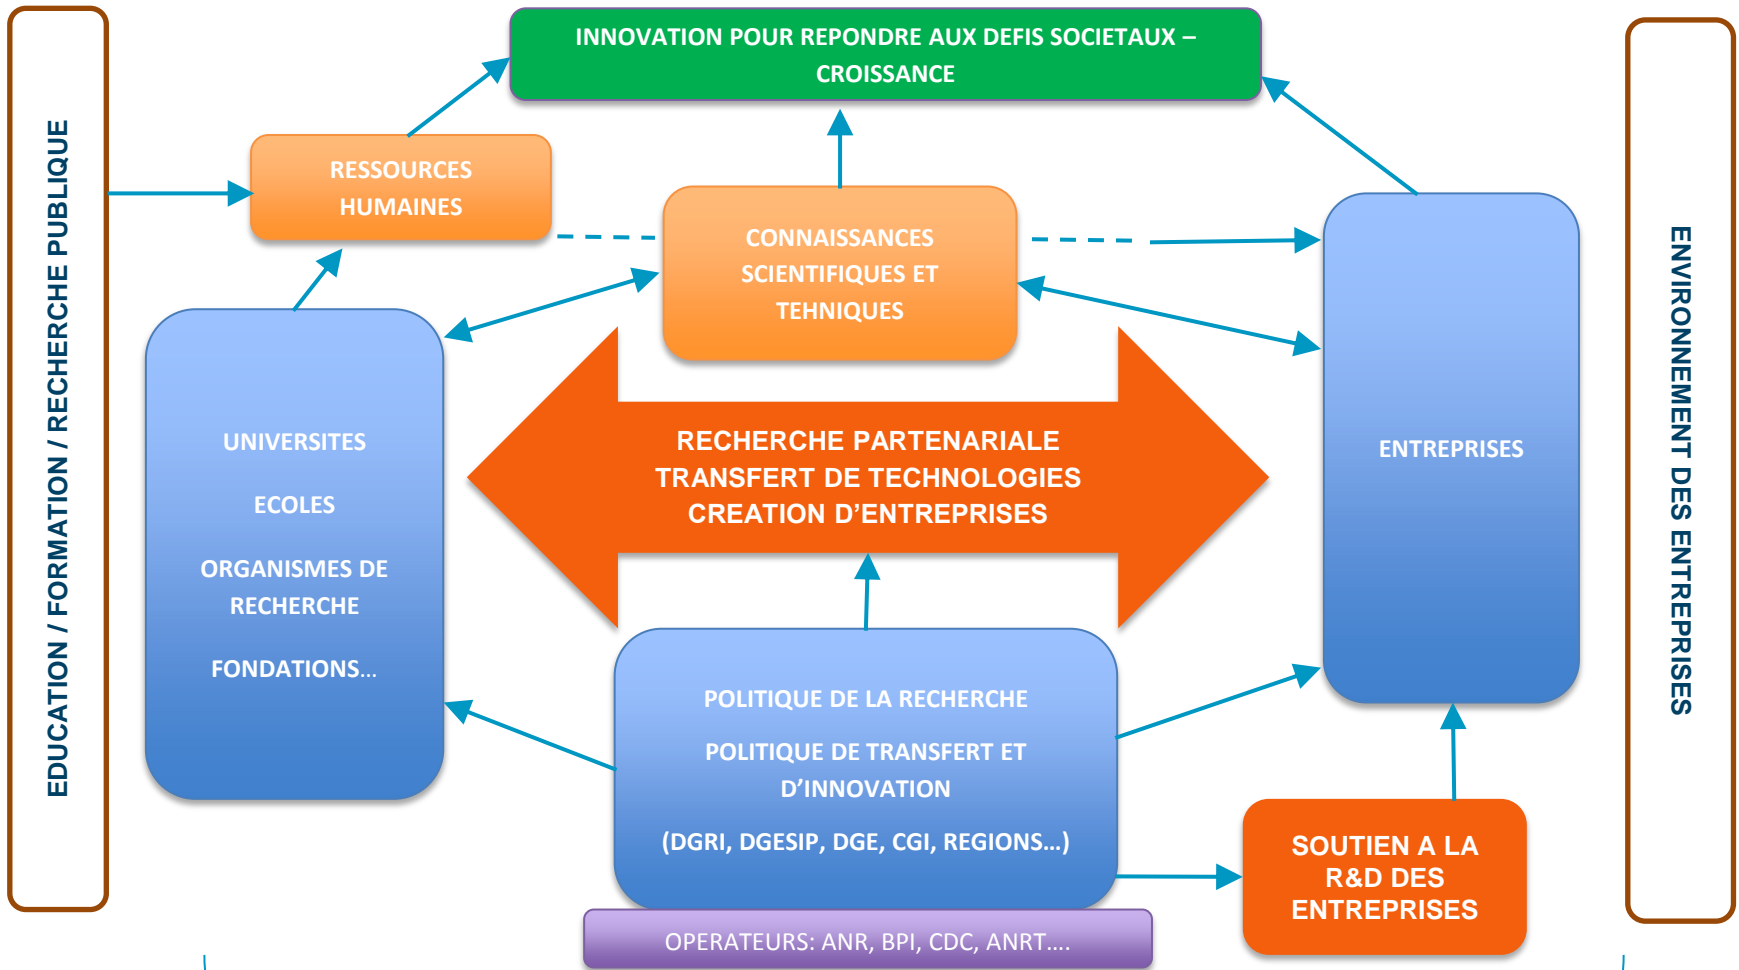 INNOVATION POUR REPONDRE AUX DEFIS SOCIETAUX –
CROISSANCE
EDUCATION / FORMATION / RECHERCHE PUBLIQUE
RESSOURCES
HUMAINES
CONNAISSANCES
SCIENTIFIQUES ET
TEHNIQUES
ENVIRONNEMENT DES ENTREPRISES
UNIVERSITES
ECOLES
ORGANISMES DE
RECHERCHE
FONDATIONS...
RECHERCHE PARTENARIALE
TRANSFERT DE TECHNOLOGIES
CREATION D’ENTREPRISES
ENTREPRISES
POLITIQUE DE LA RECHERCHE
POLITIQUE DE TRANSFERT ET
D’INNOVATION
(DGRI, DGESIP, DGE, CGI, REGIONS...)
SOUTIEN A LA
R&D DES
ENTREPRISES
OPERATEURS: ANR, BPI, CDC, ANRT....